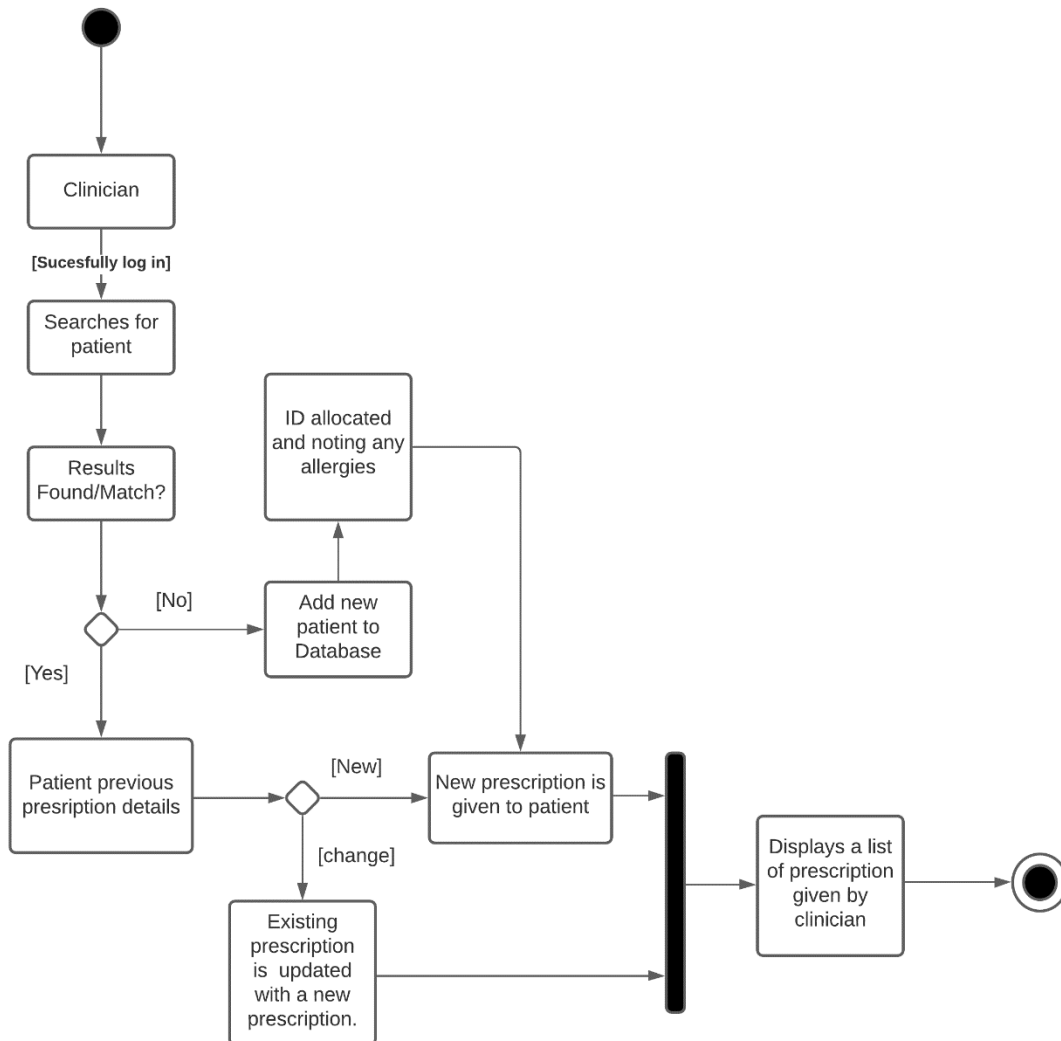 Clinician
[Sucesfully log in]
Searches for
patient
Results
Found/Match?
ID allocated
and noting any
allergies
[No]
Add new
patient to
Database
[Yes]
Patient previous
presription details
[New]
New prescription is
given to patient
[change]
Existing
prescription
is updated
with a new
prescription.
Displays a list
of prescription
given by
clinician